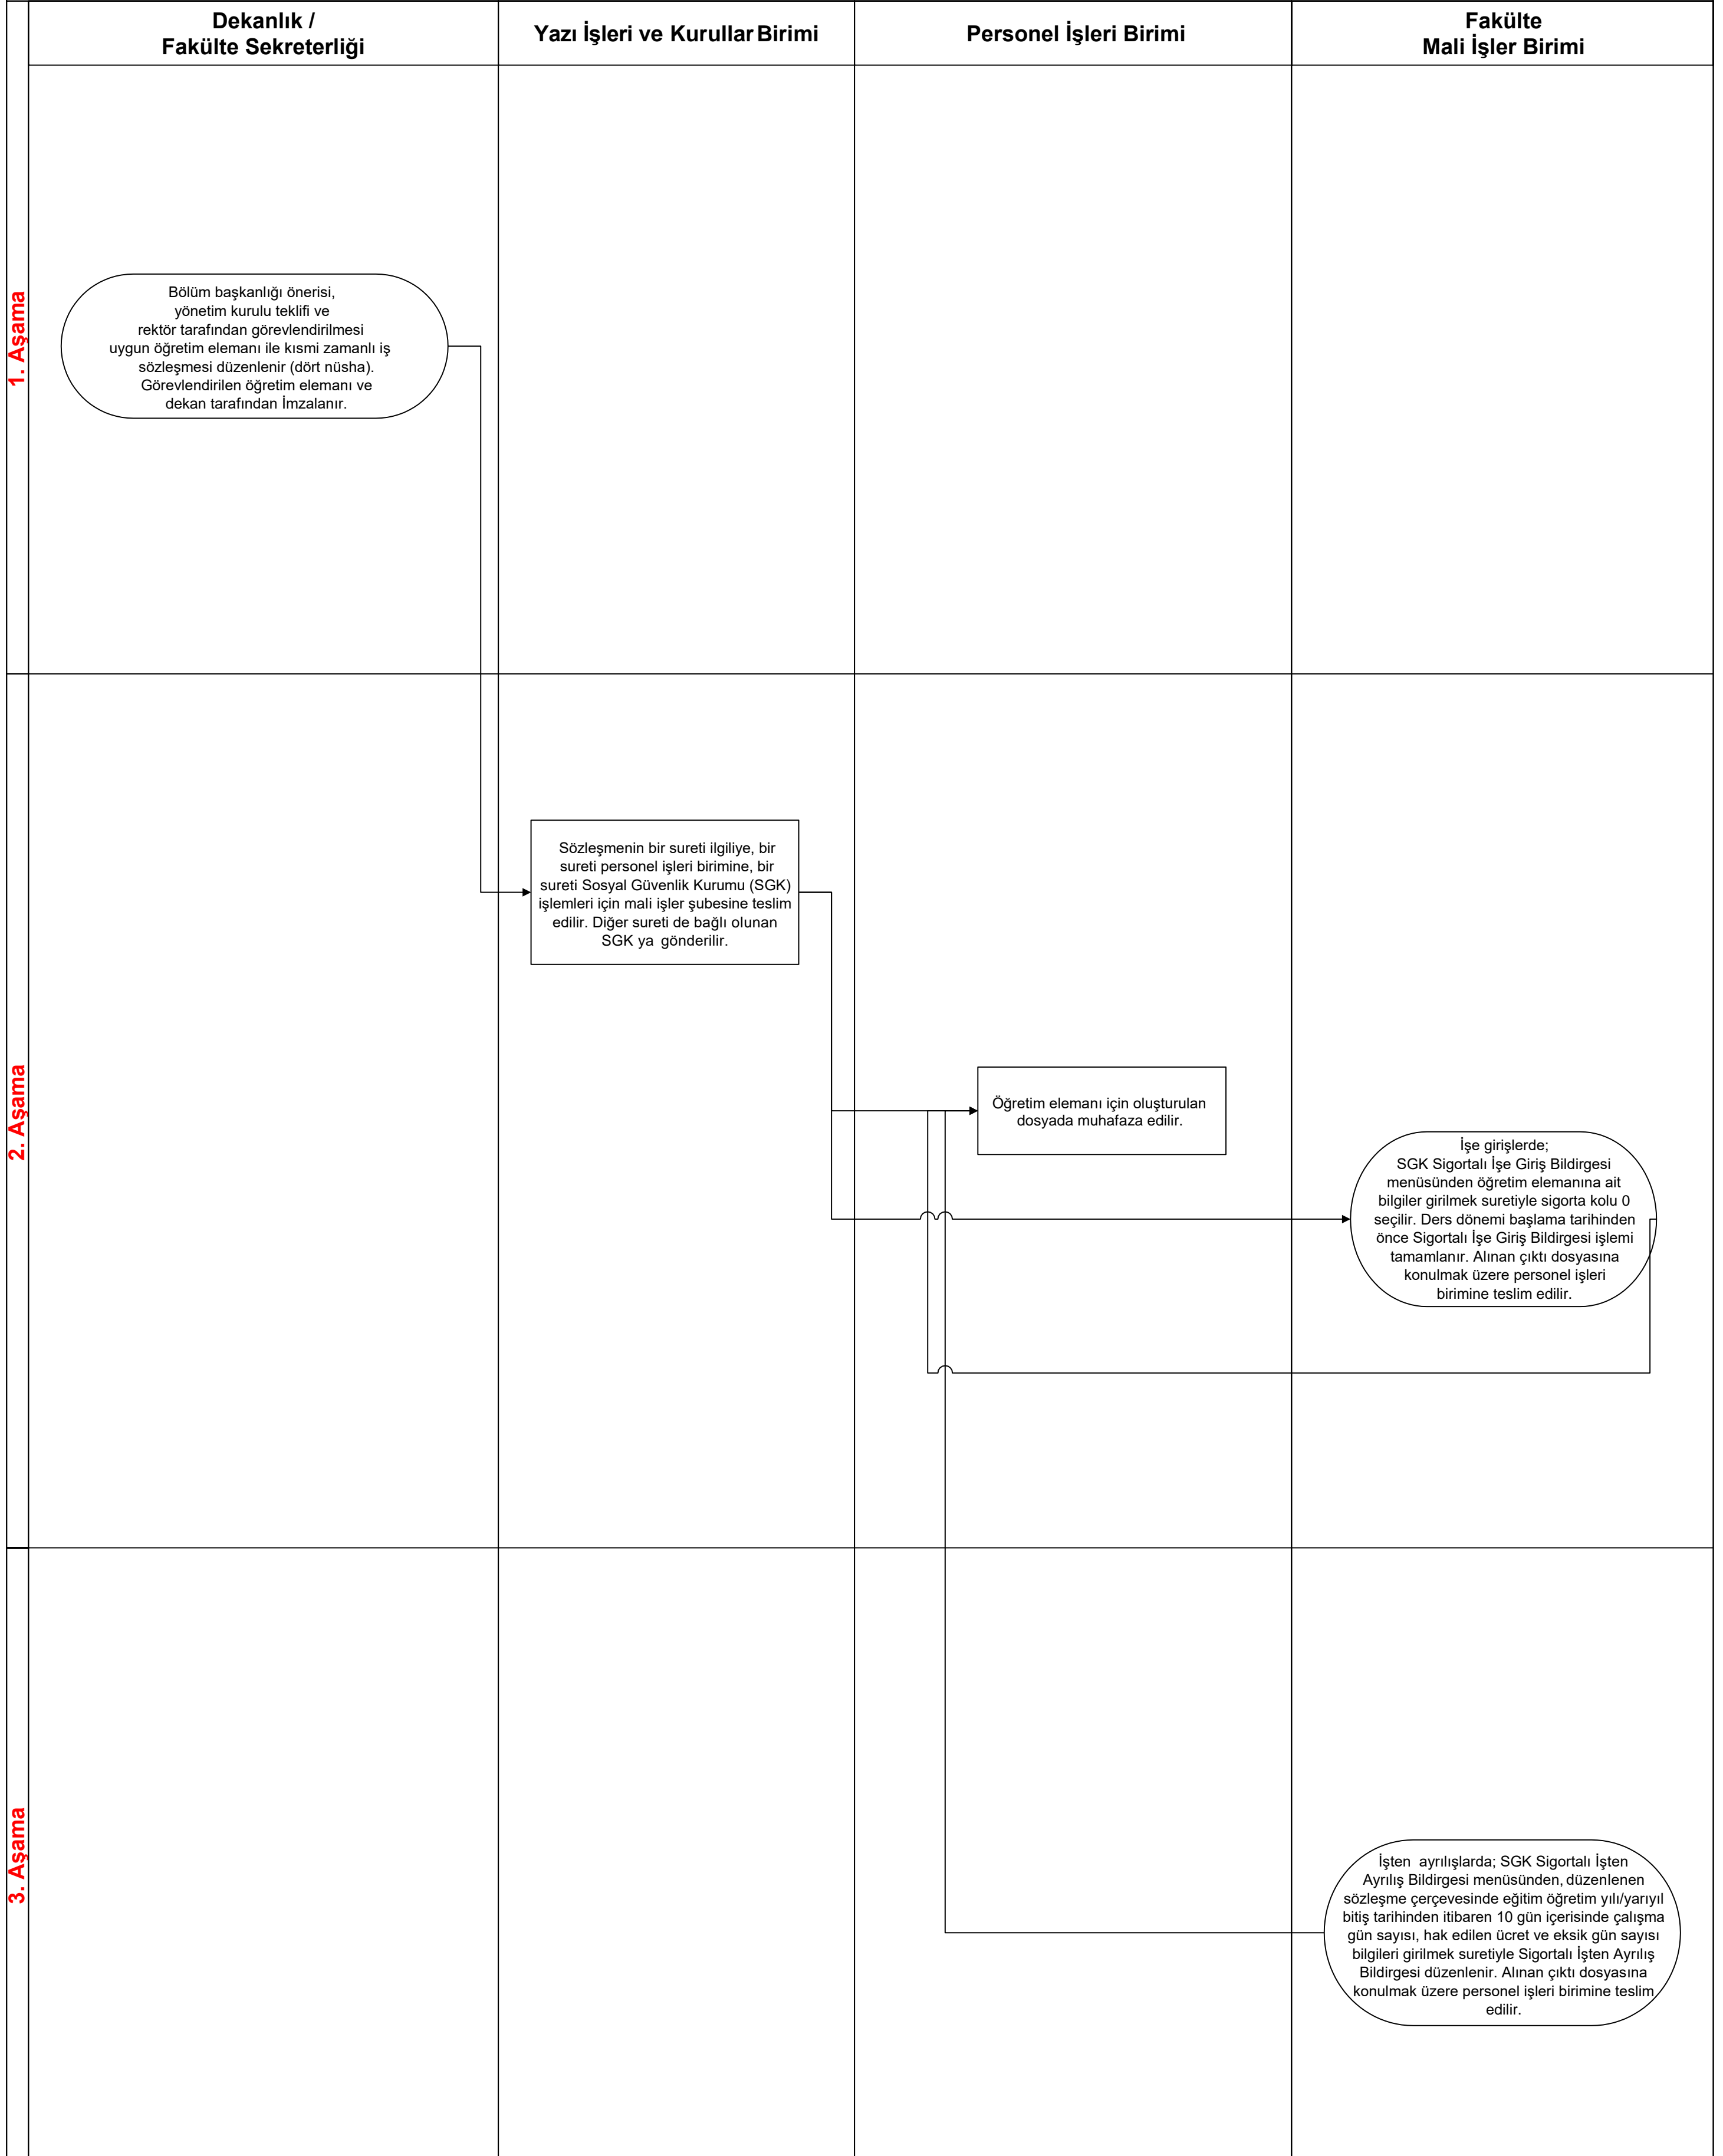 Dekanlık /
Fakülte Sekreterliği
Yazı İşleri ve Kurullar Birimi
Personel İşleri Birimi
Fakülte
Mali İşler Birimi
1. Aşama
Bölüm başkanlığı önerisi,
yönetim kurulu teklifi ve
rektör tarafından görevlendirilmesi
uygun öğretim elemanı ile kısmi zamanlı iş
sözleşmesi düzenlenir (dört nüsha).
Görevlendirilen öğretim elemanı ve
dekan tarafından İmzalanır.
2. Aşama
Sözleşmenin bir sureti ilgiliye, bir
sureti personel işleri birimine, bir
sureti Sosyal Güvenlik Kurumu (SGK)
işlemleri için mali işler şubesine teslim
edilir. Diğer sureti de bağlı olunan
SGK ya gönderilir.
Öğretim elemanı için oluşturulan
dosyada muhafaza edilir.
İşe girişlerde;
SGK Sigortalı İşe Giriş Bildirgesi
menüsünden öğretim elemanına ait
bilgiler girilmek suretiyle sigorta kolu 0
seçilir. Ders dönemi başlama tarihinden
önce Sigortalı İşe Giriş Bildirgesi işlemi
tamamlanır. Alınan çıktı dosyasına
konulmak üzere personel işleri
birimine teslim edilir.
3. Aşama
İşten ayrılışlarda; SGK Sigortalı İşten
Ayrılış Bildirgesi menüsünden, düzenlenen
sözleşme çerçevesinde eğitim öğretim yılı/yarıyıl
bitiş tarihinden itibaren 10 gün içerisinde çalışma
gün sayısı, hak edilen ücret ve eksik gün sayısı
bilgileri girilmek suretiyle Sigortalı İşten Ayrılış
Bildirgesi düzenlenir. Alınan çıktı dosyasına
konulmak üzere personel işleri birimine teslim
edilir.